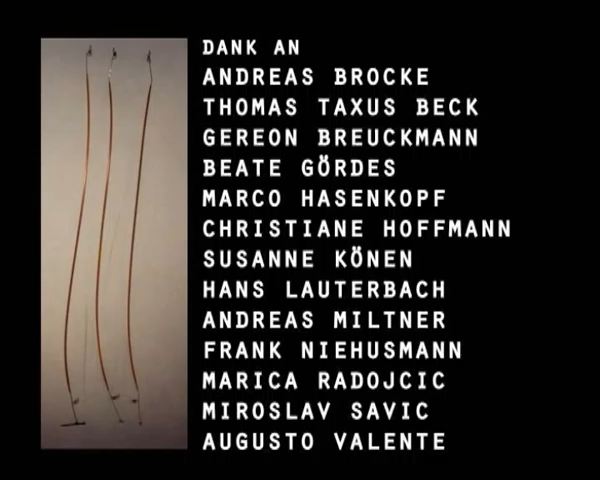 DANK AN
ANDREAS BROCKE
THOMAS TAXUS BECK
GEREON BREUCKMANN
BEATE GÖRDES
MARCO HASENKOPF
CHRISTIANE HOFFMANN
SUSANNE KÖNEN
HANS LAUTERBACH
ANDREAS MILTNER
FRANK NIEHUSMANN
MARICA RADOJCIC
MIROSLAV SAVIC
AUGUSTO VALENTE